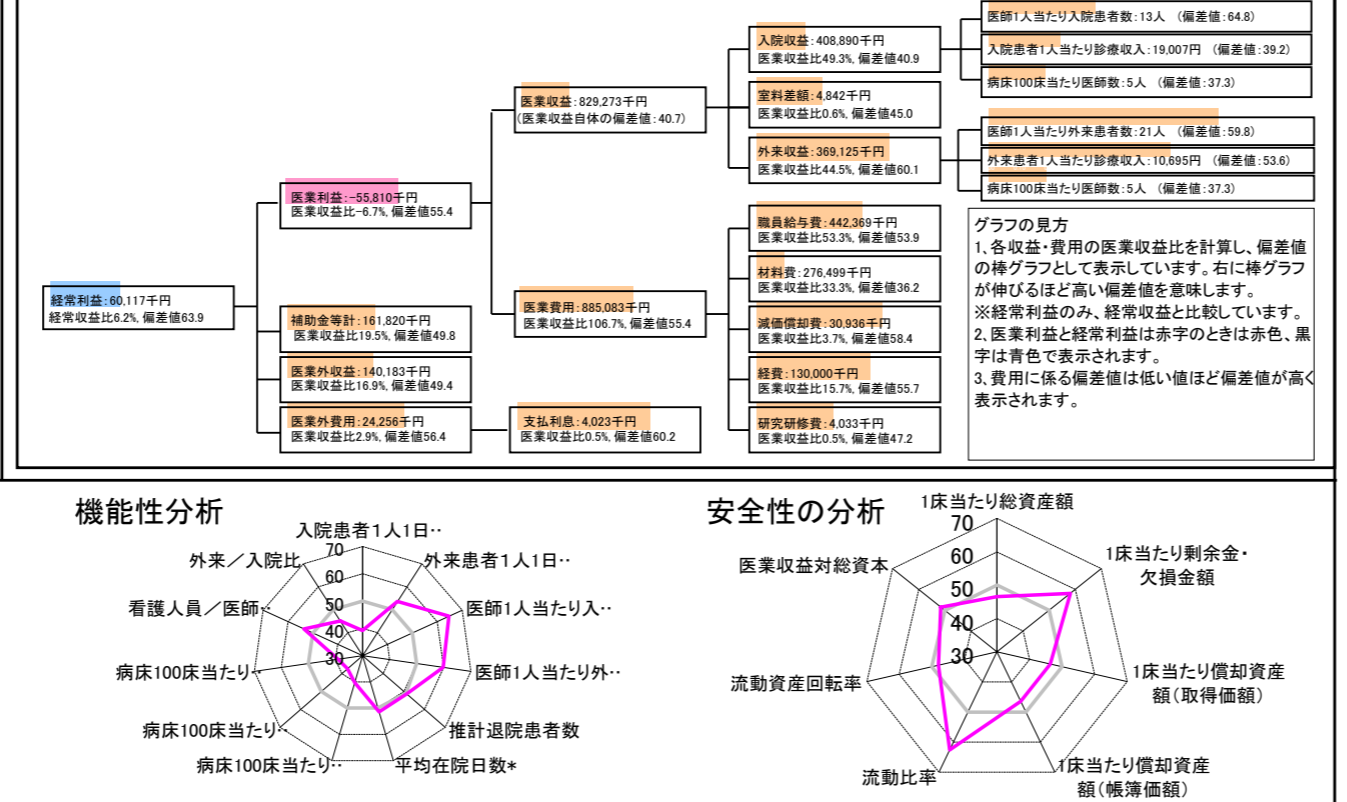 医師1人当たり入院患者数:13人 (偏差値:64.8)
入院収益:408,890千円
医業収益比49.3%, 偏差値40.9
入院患者1人当たり診療収入:19,007円 (偏差値:39.2)
病床100床当たり医師数:5人 (偏差値:37.3)
医業収益:829,273千円
(医業収益自体の偏差値:40.7)
室料差額:4,842千円
医業収益比0.6%, 偏差値45.0
医師1人当たり外来患者数:21人 (偏差値:59.8)
外来収益:369,125千円
医業収益比44.5%, 偏差値60.1
外来患者1人当たり診療収入:10,695円 (偏差値:53.6)
病床100床当たり医師数:5人 (偏差値:37.3)
医業利益:-55,810千円
医業収益比-6.7%, 偏差値55.4
職員給与費:442,369千円
医業収益比53.3%, 偏差値53.9
材料費:276,499千円
医業収益比33.3%, 偏差値36.2
経常利益:60,117千円
経常収益比6.2%, 偏差値63.9
医業費用:885,083千円
医業収益比106.7%, 偏差値55.4
補助金等計:161,820千円
医業収益比19.5%, 偏差値49.8
減価償却費:30,936千円
医業収益比3.7%, 偏差値58.4
医業外収益:140,183千円
医業収益比16.9%, 偏差値49.4
経費:130,000千円
医業収益比15.7%, 偏差値55.7
医業外費用:24,256千円
医業収益比2.9%, 偏差値56.4
支払利息:4,023千円
医業収益比0.5%, 偏差値60.2
研究研修費:4,033千円
医業収益比0.5%, 偏差値47.2
グラフの見方
1、各収益・費用の医業収益比を計算し、偏差値
の棒グラフとして表示しています。右に棒グラフ
が伸びるほど高い偏差値を意味します。
※経常利益のみ、経常収益と比較しています。
2、医業利益と経常利益は赤字のときは赤色、黒
字は青色で表示されます。
3、費用に係る偏差値は低い値ほど偏差値が高く
表示されます。
機能性分析
入院患者1人1日‥
外来患者1人1日‥
医師1人当たり入‥
医師1人当たり外‥
推計退院患者数
平均在院日数*
病床100床当たり‥
病床100床当たり‥
病床100床当たり‥
看護人員/医師‥
外来/入院比
70
60
50
40
30
安全性の分析
1床当たり総資産額
1床当たり剰余金・
欠損金額
1床当たり償却資産
額(取得価額)
1床当たり償却資産
額(帳簿価額)
流動比率
流動資産回転率
医業収益対総資本
70
60
50
40
30